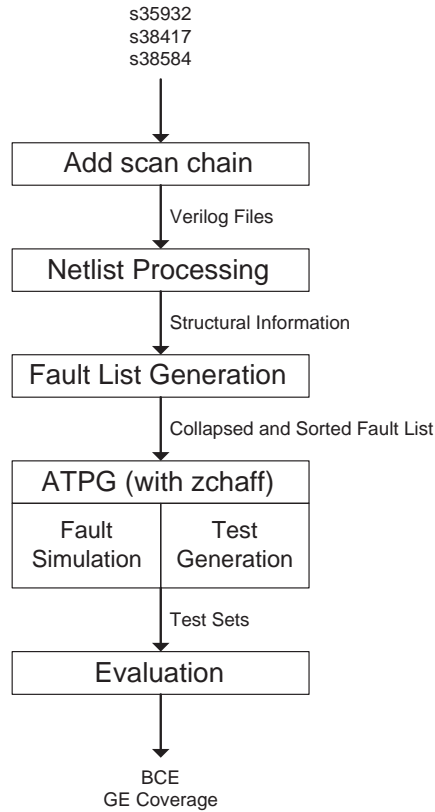 s35932
s38417
s38584
Add scan chain
Verilog Files
Netlist Processing
Structural Information
Fault List Generation
Collapsed and Sorted Fault List
ATPG (with zchaff)
Fault
Simulation
Test
Generation
Test Sets
Evaluation
BCE
GE Coverage